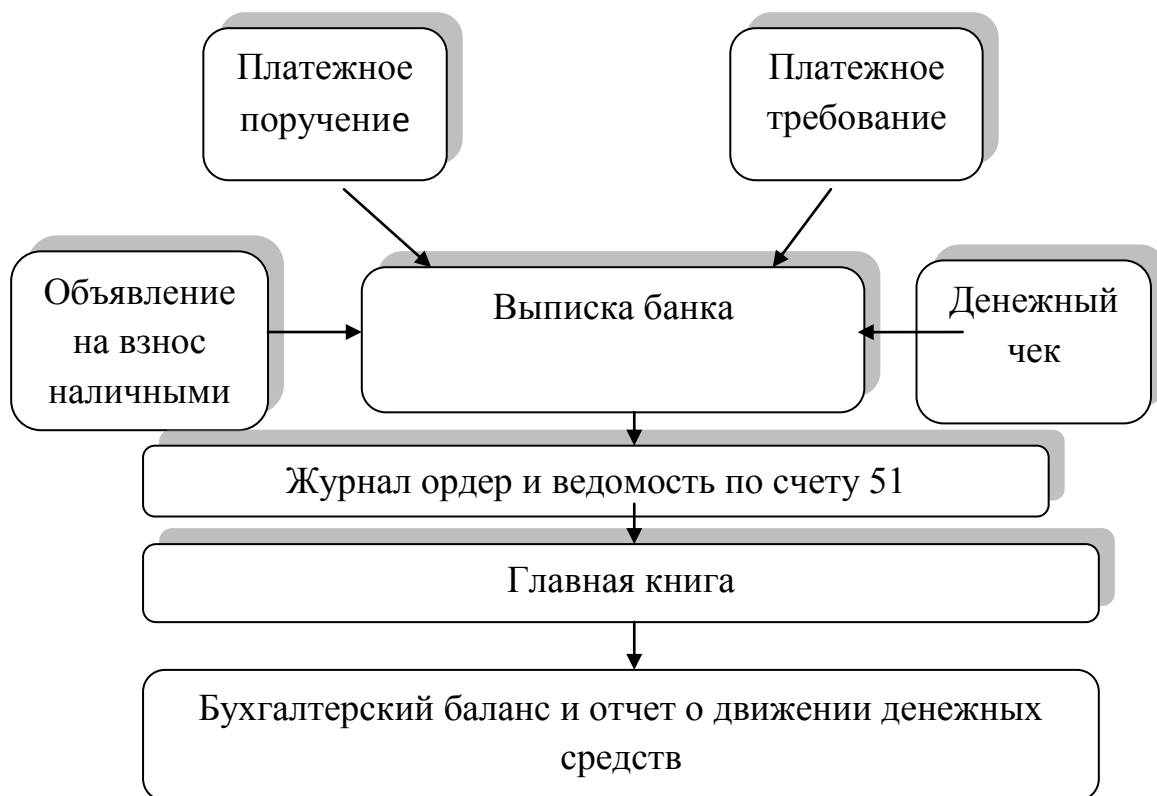 Платежное
поручение
Платежное
требование
Объявление
на взнос
наличными
Выписка банка
Денежный
чек
Журнал ордер и ведомость по счету 51
Главная книга
Бухгалтерский баланс и отчет о движении денежных
средств